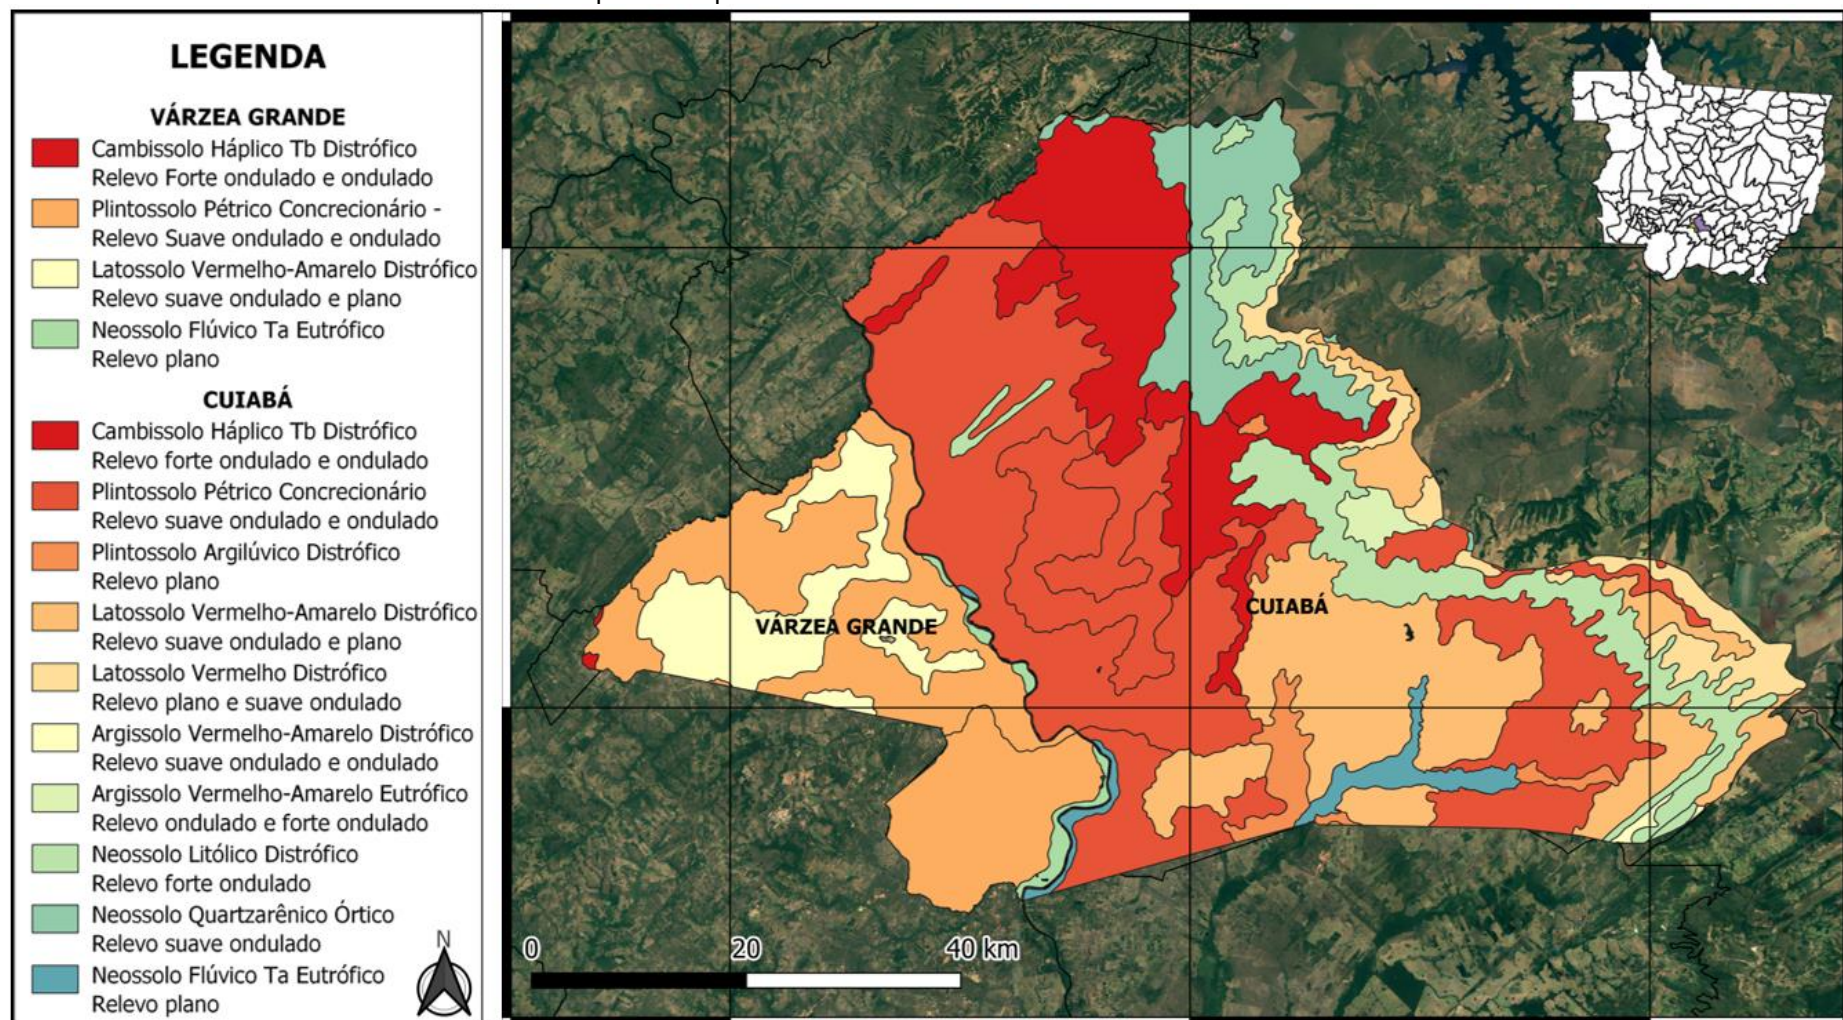 LEGENDA
VÁRZEA GRANDE
Cambissolo Háplico Tb Distrófico
Relevo Forte ondulado e ondulado
Plintossolo Pétrico Concrecionário -
Relevo Suave ondulado e ondulado
Latossolo Vermelho-Amarelo Distrófico
Relevo suave ondulado e plano
Neossolo Flúvico Ta Eutrófico
Relevo plano
CUIABÁ
Cambissolo Háplico Tb Distrófico
Relevo forte ondulado e ondulado
Plintossolo Pétrico Concrecionário
Relevo suave ondulado e ondulado
Plintossolo Argilúvico Distrófico
Relevo plano
Latossolo Vermelho-Amarelo Distrófico
Relevo suave ondulado e plano
Latossolo Vermelho Distrófico
Relevo plano e suave ondulado
Argissolo Vermelho-Amarelo Distrófico
Relevo suave ondulado e ondulado
Argissolo Vermelho-Amarelo Eutrófico
Relevo ondulado e forte ondulado
Neossolo Litólico Distrófico
Relevo forte ondulado
Neossolo Quartzarênico Órtico
Relevo suave ondulado
Neossolo Flúvico Ta Eutrófico
Relevo plano
N
VÁRZEA GRANDE
CUIABÁ
0 20 40 km